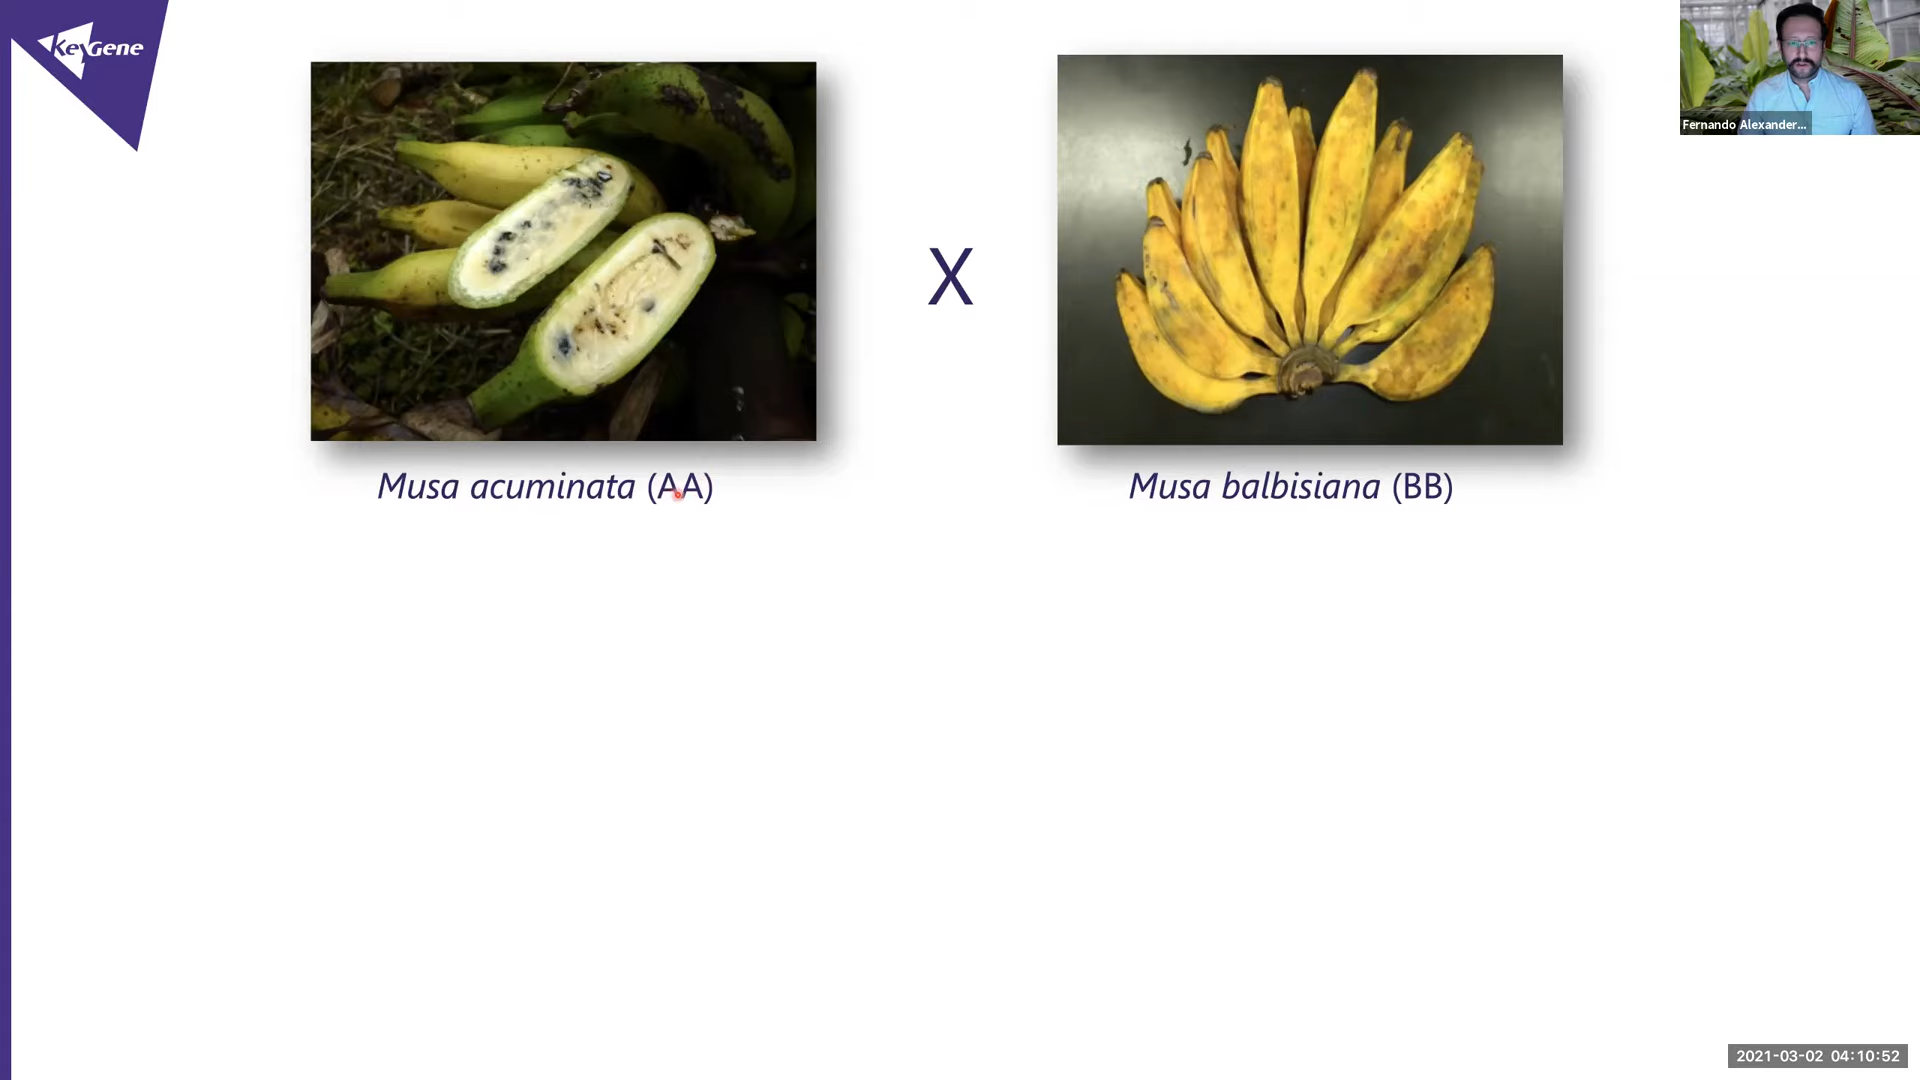 KeyGene
Fernando Alexander...
X
Musa acuminata (AA)
Musa balbisiana (BB)
2021-03-02 04:10:52